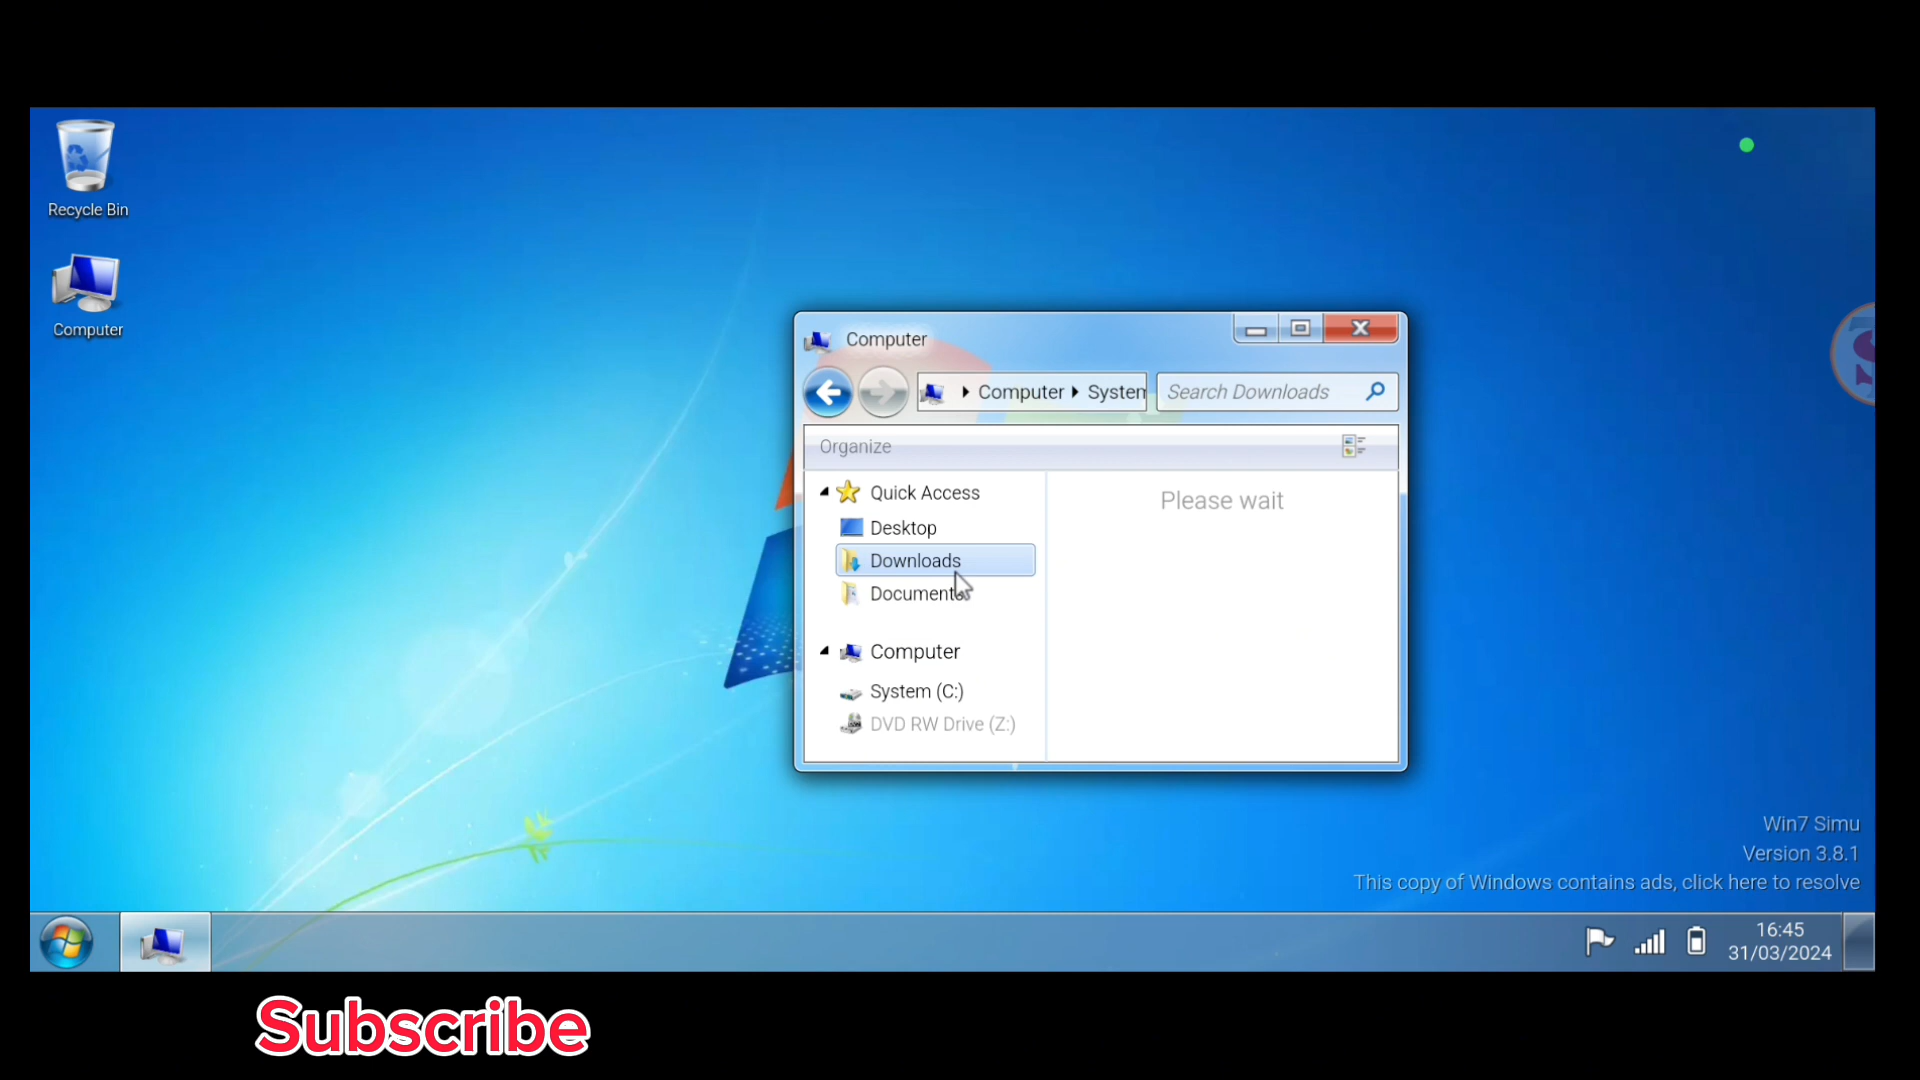 Recycle Bin
Computer
Computer
Computer
System
Search Downloads
Organize
Quick Access
Desktop
Downloads
Documents
Computer
System (C:)
DVD RW Drive (Z:)
Please wait
Win7 Simu
Version 3.8.1
This copy of Windows contains ads, click here to resolve
16:45
31/03/2024
Subscribe